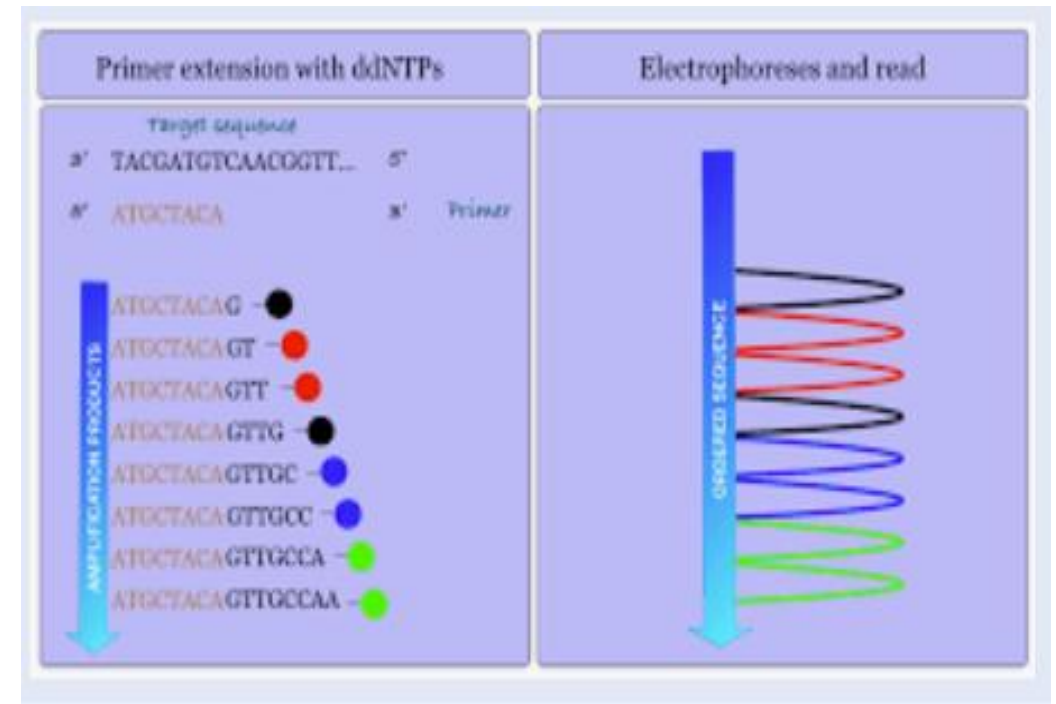 Primer extension with ddNTPs
Electrophoreses and read
Target sequence
3' TACGATGTCAACGGTT... 5'
5' ATGCTACA 3' Primer
AMPLIFICATION PRODUCTS
ATGCTACAG
ATGCTACAGT
ATGCTACAGTT
ATGCTACAGTTG
ATGCTACAGTTGC
ATGCTACAGTTGCC
ATGCTACAGTTGCCA
ATGCTACAGTTGCCAA
ORDERED SEQUENCE